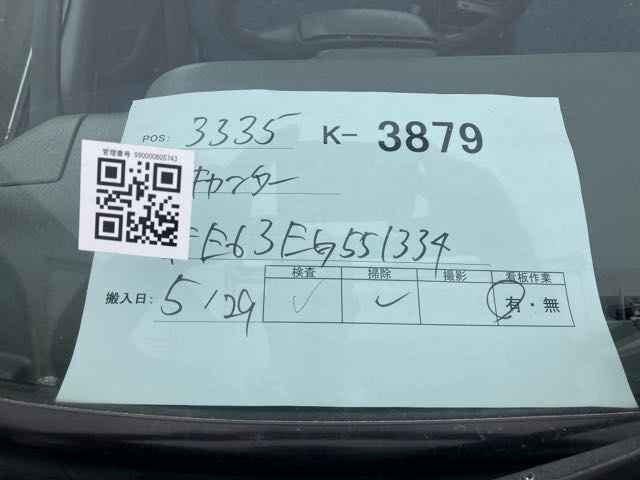 POS: 3335 K- 3879
管理番号 990000805743
キャンター
FE63EG551334
検査 掃除 撮影 看板作業
搬入日: 5/29 ✓ ✓ 有・無